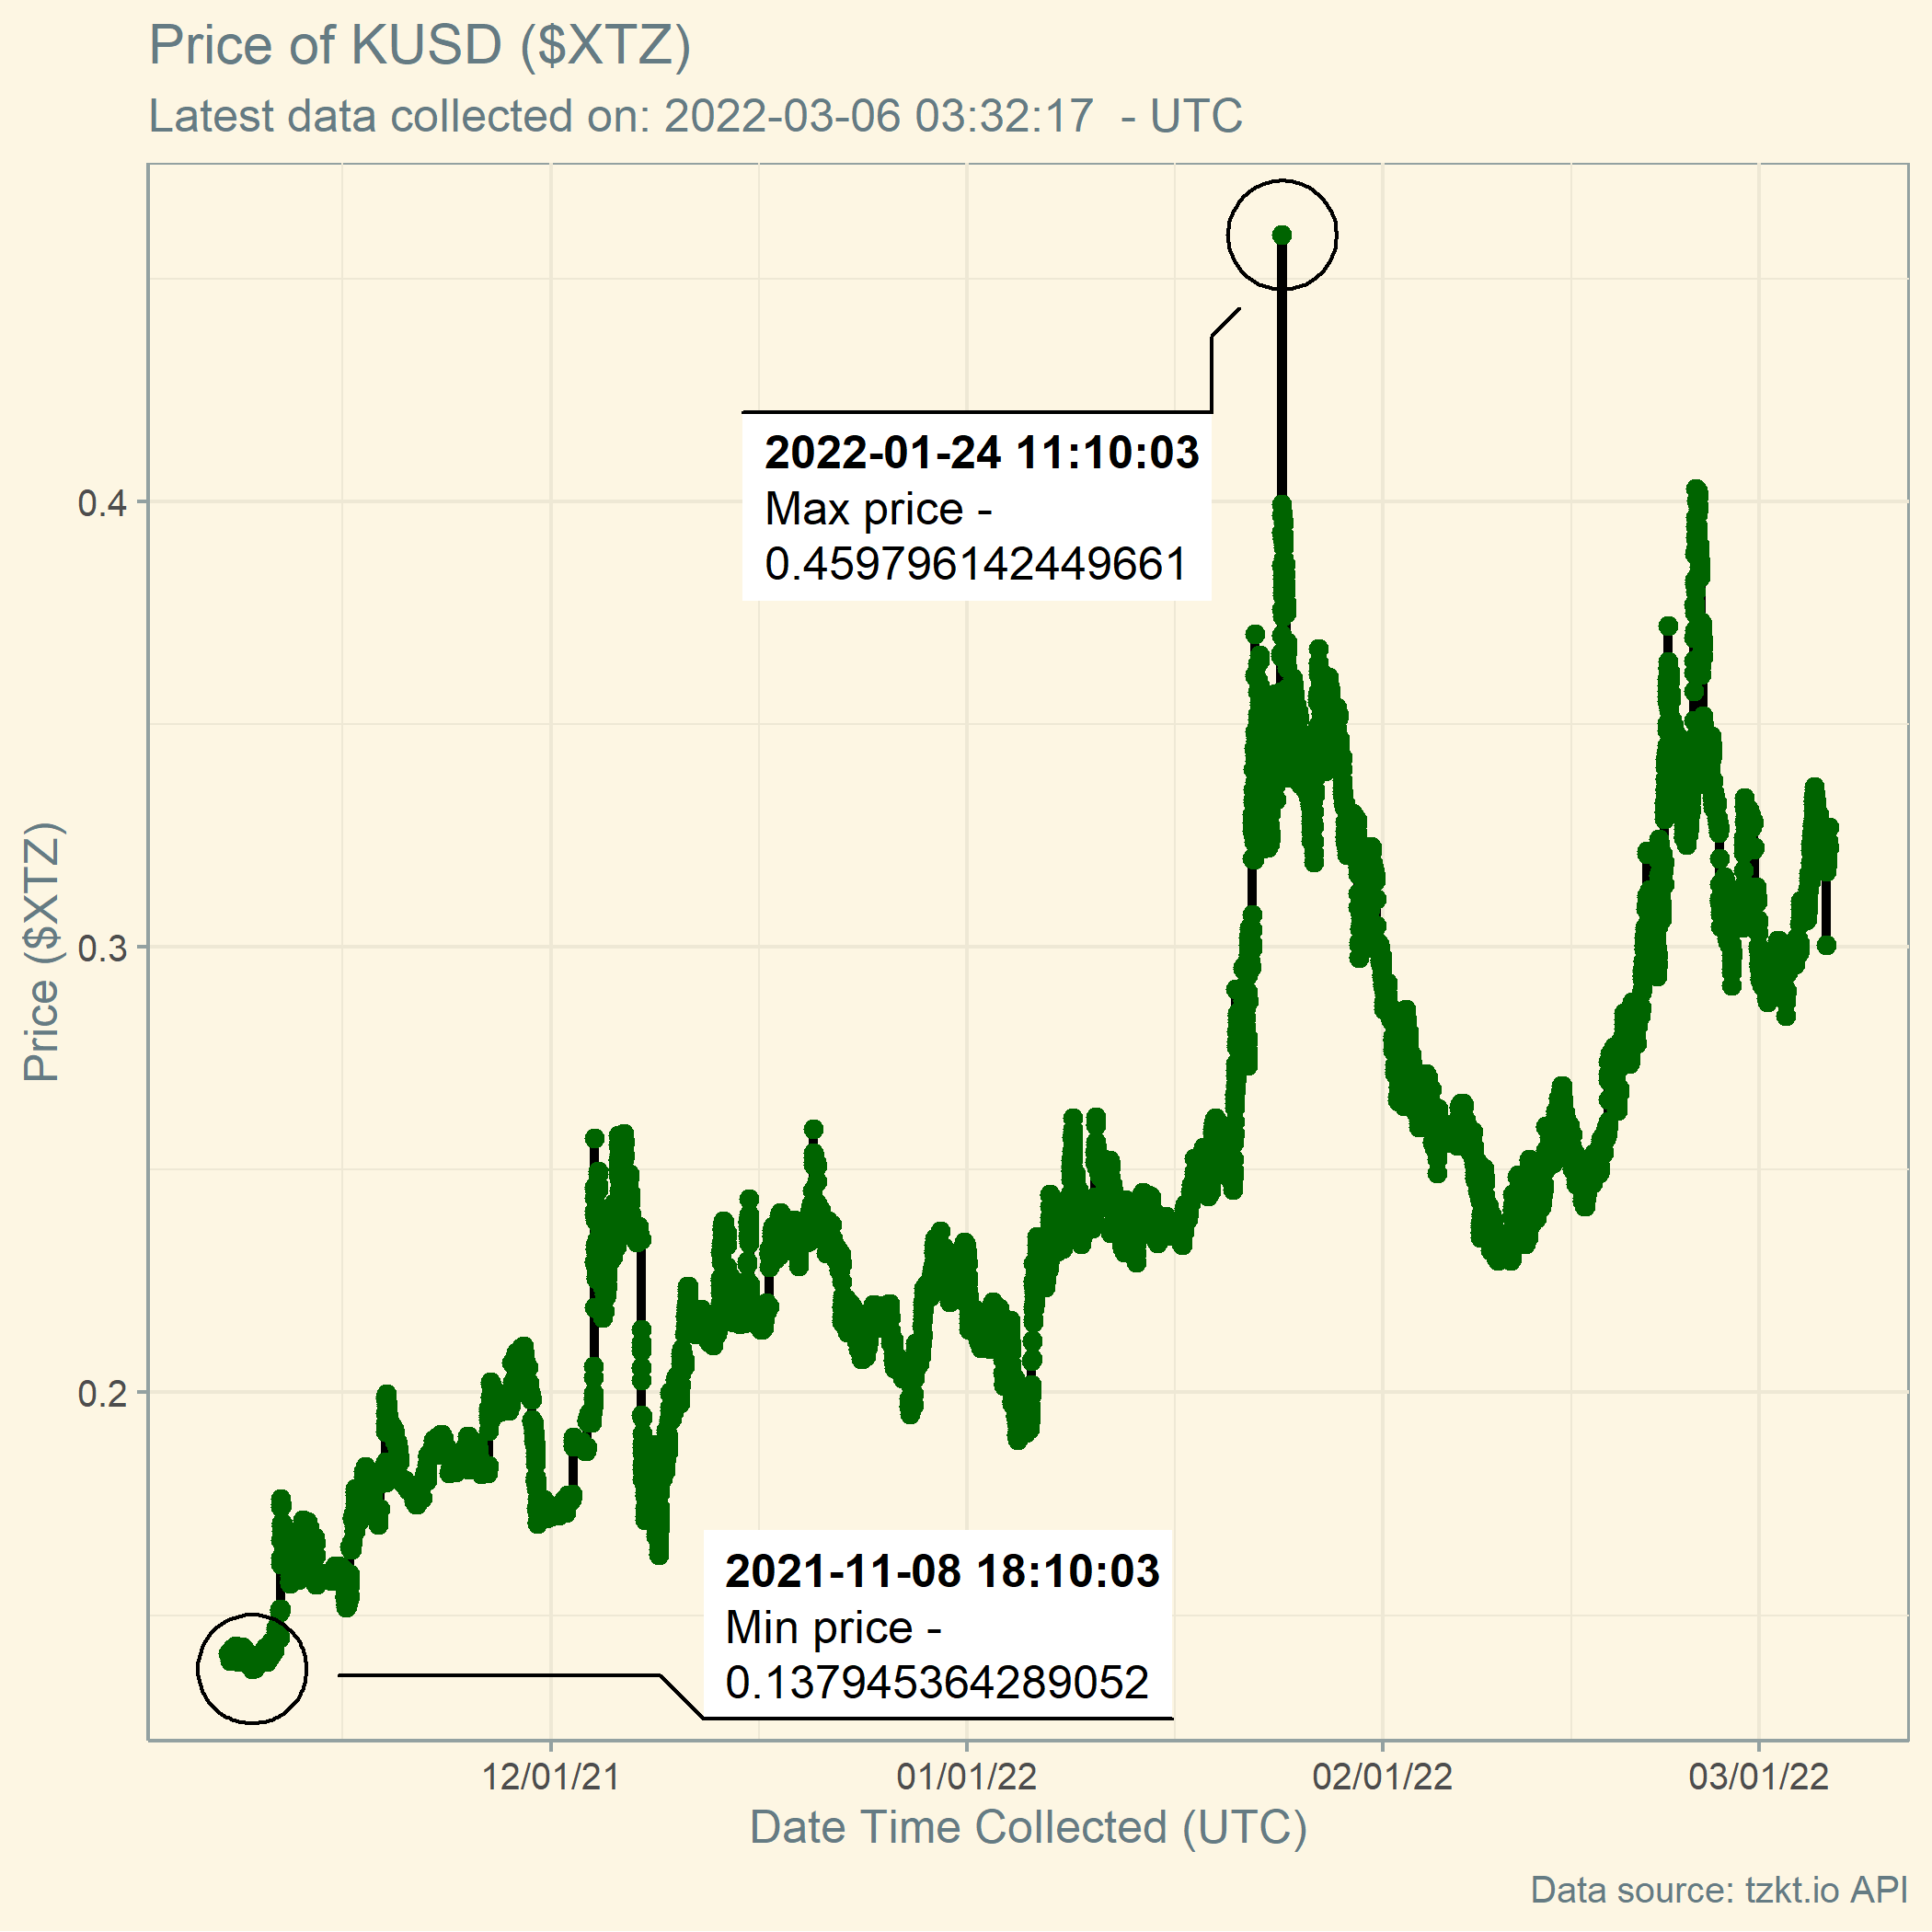 Price of KUSD ($XTZ)
Latest data collected on: 2022-03-06 03:32:17  - UTC
2022-01-24 11:10:03
Max price -
0.459796142449661
0.4
0.3
0.2
Price ($XTZ)
2021-11-08 18:10:03
Min price -
0.137945364289052
12/01/21
01/01/22
02/01/22
03/01/22
Date Time Collected (UTC)
Data source: tzkt.io API